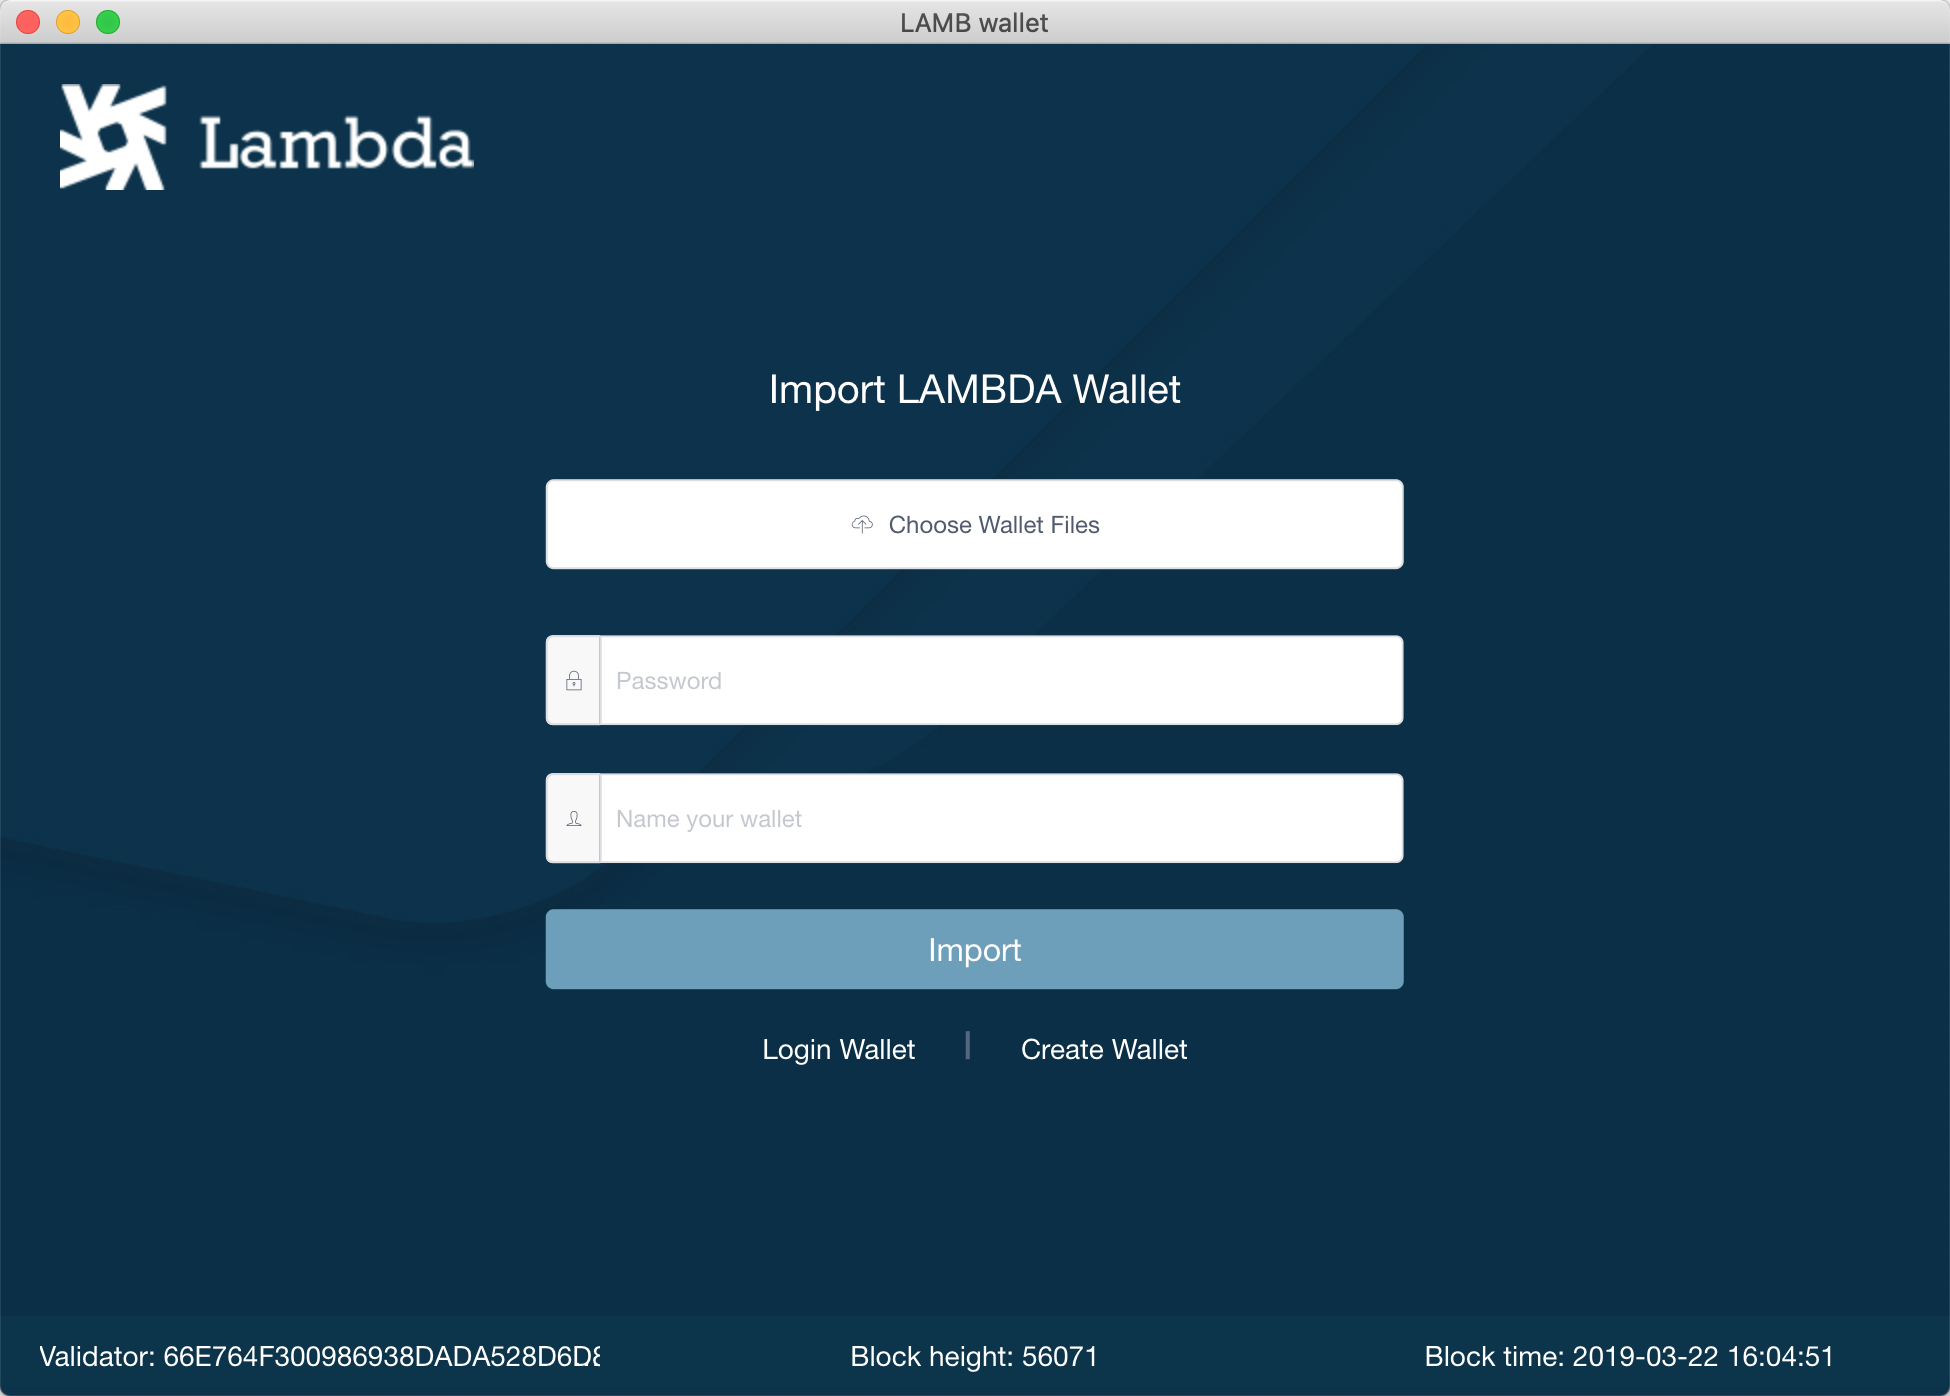 LAMB wallet
Lambda
Import LAMBDA Wallet
Choose Wallet Files
Password
Name your wallet
Import
Login Wallet | Create Wallet
Validator: 66E764F300986938DADA528D6D
Block height: 56071
Block time: 2019-03-22 16:04:51